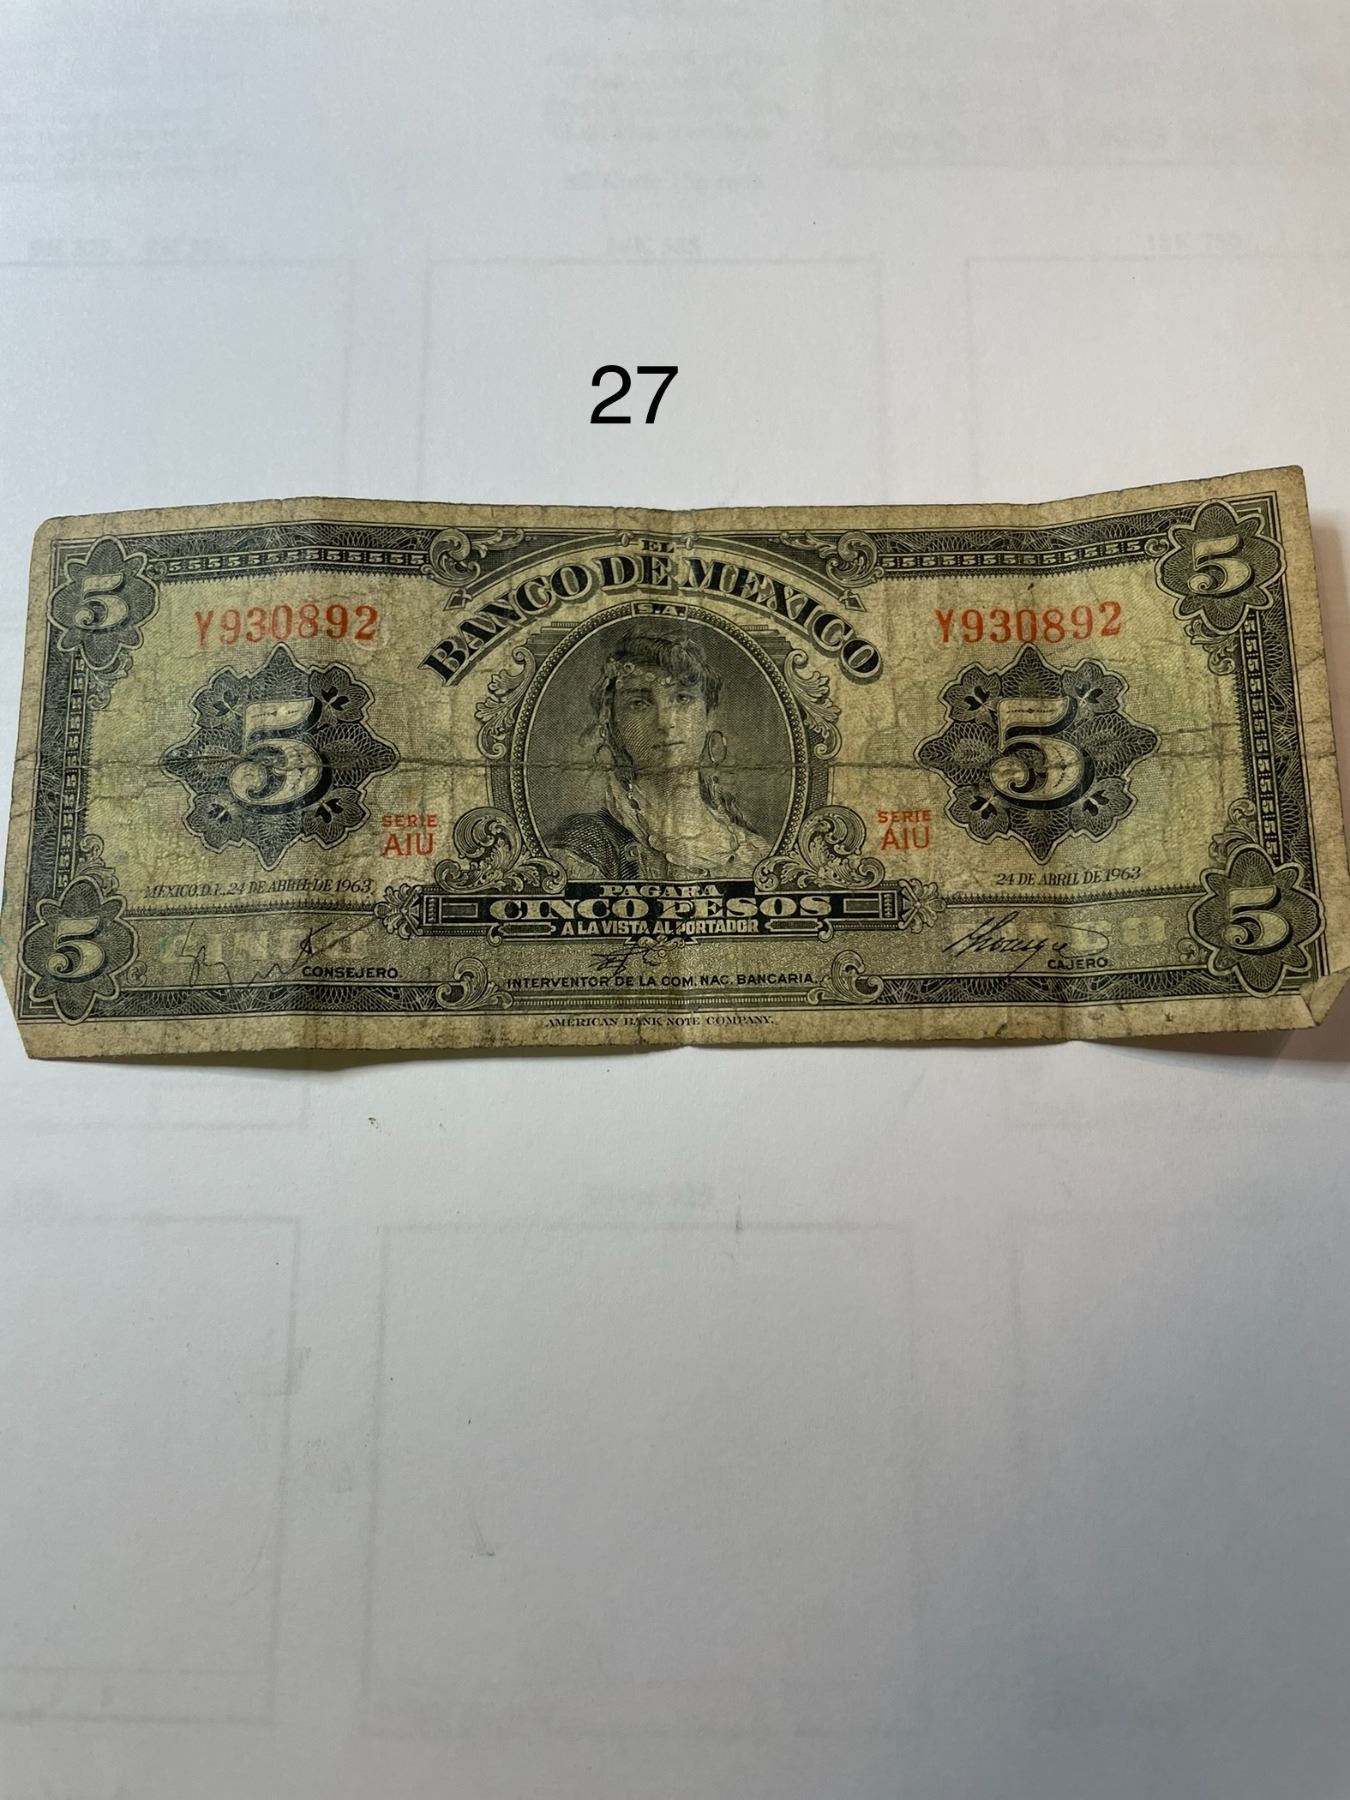 27
5 5
EL
BANCO DE MEXICO
S.A.
Y930892 Y930892
5 5
SERIE SERIE
AIU AIU
MEXICO, D.F., 24 DE ABRIL DE 1963 24 DE ABRIL DE 1963
PAGARA
CINCO PESOS
A LA VISTA AL PORTADOR
5 5
CONSEJERO. CAJERO.
INTERVENTOR DE LA COM. NAC. BANCARIA.
AMERICAN BANK NOTE COMPANY.